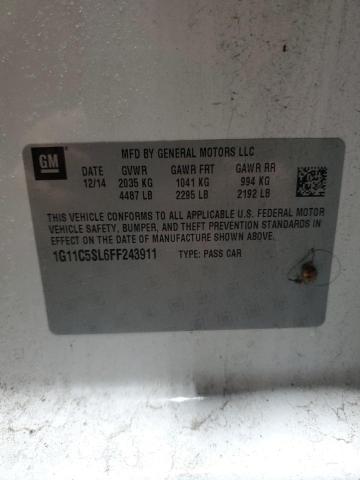 GM
MFD BY GENERAL MOTORS LLC
DATE GVWR GAWR FRT GAWR RR
12/14 2035 KG 1041 KG 994 KG
4487 LB 2295 LB 2192 LB
THIS VEHICLE CONFORMS TO ALL APPLICABLE U.S. FEDERAL MOTOR
VEHICLE SAFETY, BUMPER, AND THEFT PREVENTION STANDARDS IN
EFFECT ON THE DATE OF MANUFACTURE SHOWN ABOVE.
1G11C5SL6FF243911 TYPE: PASS CAR